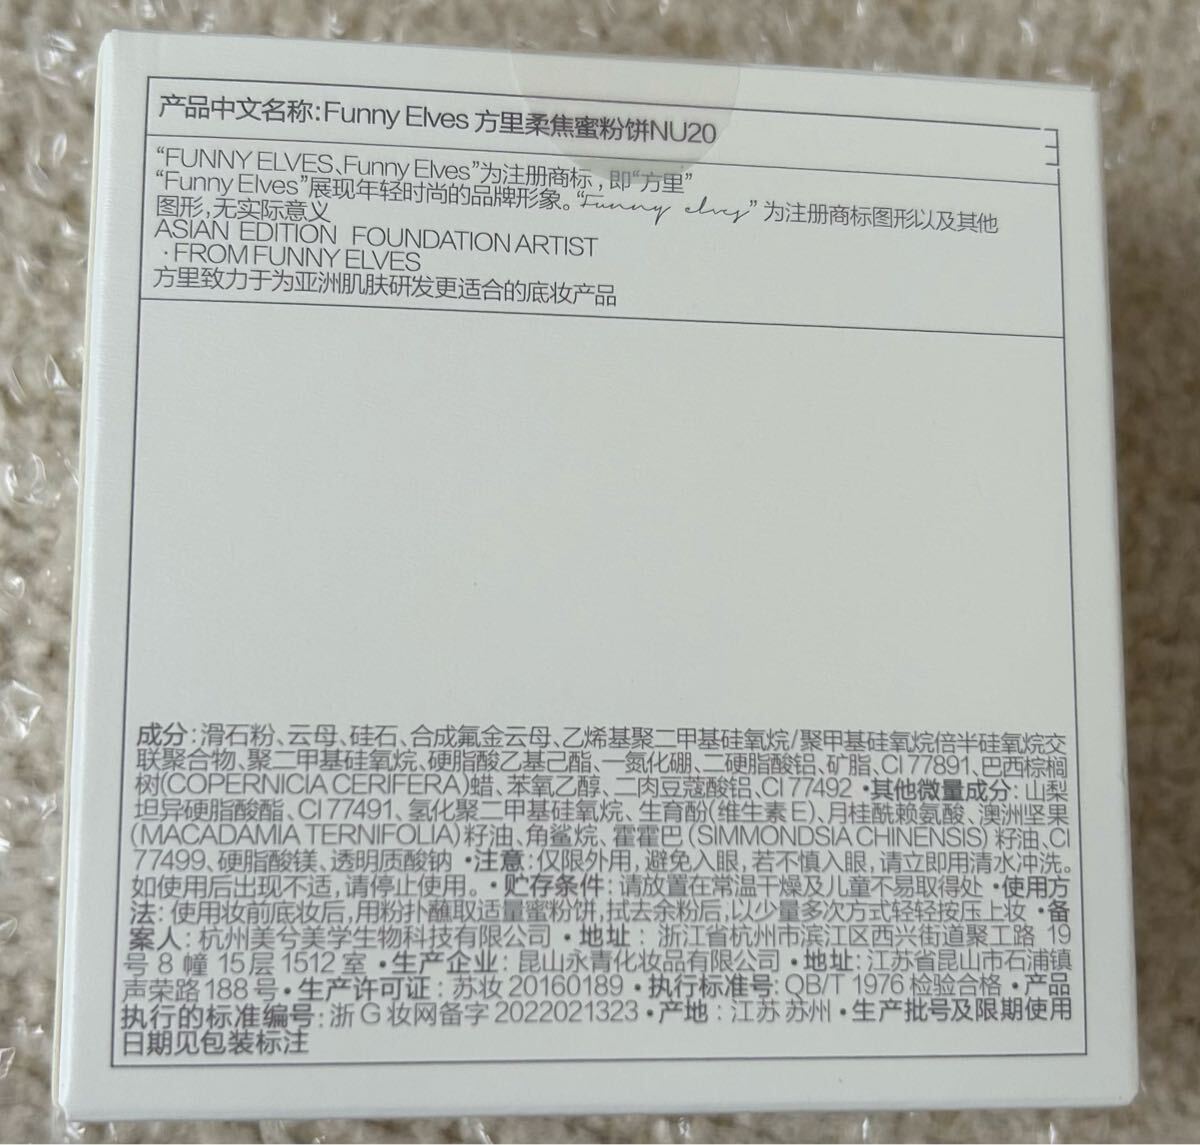 产品中文名称:Funny Elves 方里柔焦蜜粉饼NU20
“FUNNY ELVES、Funny Elves”为注册商标，即“方里”
“Funny Elves”展现年轻时尚的品牌形象。“Funny elves”为注册商标图形以及其他
图形，无实际意义
ASIAN EDITION FOUNDATION ARTIST
·FROM FUNNY ELVES
方里致力于为亚洲肌肤研发更适合的底妆产品
成分:滑石粉、云母、硅石、合成氟金云母、乙烯基聚二甲基硅氧烷/聚甲基硅氧烷倍半硅氧烷交
联聚合物、聚二甲基硅氧烷、硬脂酸乙基己酯、一氮化硼、二硬脂酸铝、矿脂、CI 77891、巴西棕榈
树(COPERNICIA CERIFERA)蜡、苯氧乙醇、二肉豆蔻酸铝、CI 77492 •其他微量成分:山梨
坦异硬脂酸酯、CI 77491、氢化聚二甲基硅氧烷、生育酚(维生素E)、月桂酰赖氨酸、澳洲坚果
(MACADAMIA TERNIFOLIA)籽油、角鲨烷、霍霍巴(SIMMONDSIA CHINENSIS)籽油、CI
77499、硬脂酸镁、透明质酸钠 •注意:仅限外用，避免入眼，若不慎入眼，请立即用清水冲洗。
如使用后出现不适，请停止使用。•贮存条件:请放置在常温干燥及儿童不易取得处 •使用方
法:使用妆前底妆后，用粉扑蘸取适量蜜粉饼，拭去余粉后，以少量多次方式轻轻按压上妆 •备
案人:杭州美兮美学生物科技有限公司 •地址:浙江省杭州市滨江区西兴街道聚工路 19
号 8 幢 15层 1512 室 •生产企业:昆山永青化妆品有限公司 •地址:江苏省昆山市石浦镇
声荣路188号 •生产许可证:苏妆20160189 •执行标准号:QB/T 1976 检验合格 •产品
执行的标准编号:浙G妆网备字2022021323 •产地:江苏 苏州 •生产批号及限期使用
日期见包装标注